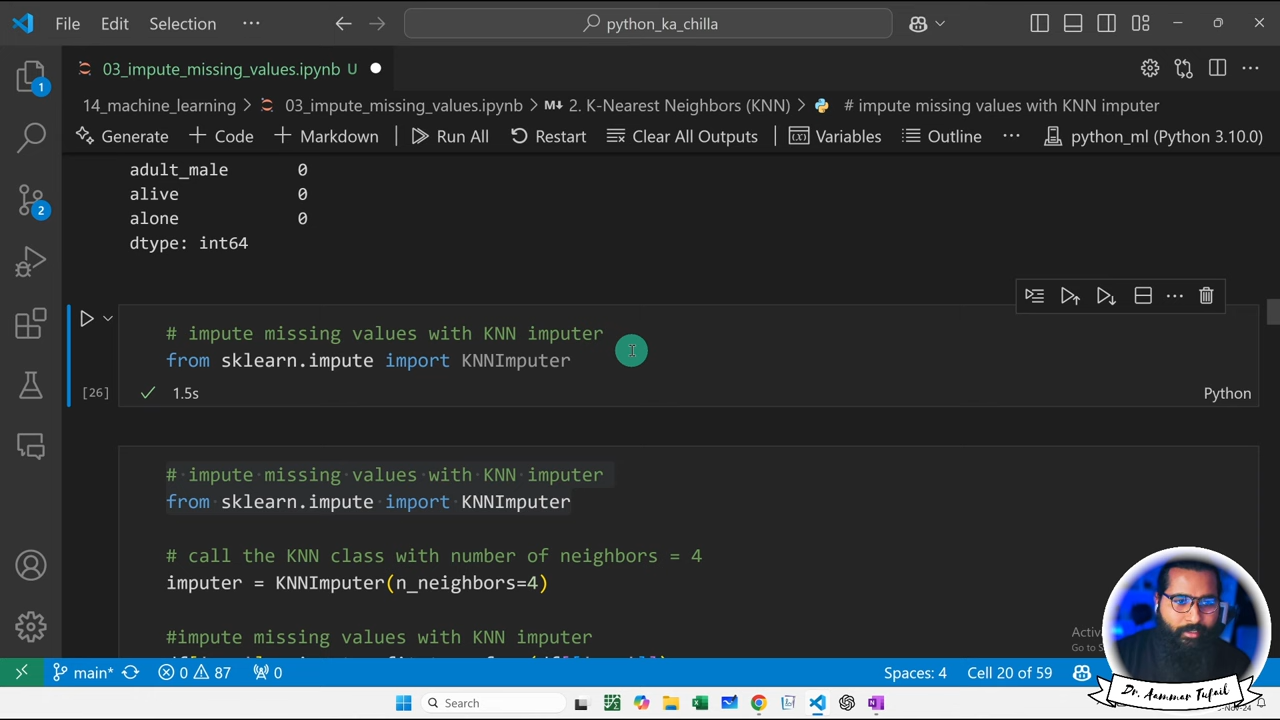 File Edit Selection ··· python_ka_chilla
03_impute_missing_values.ipynb U
14_machine_learning > 03_impute_missing_values.ipynb > M↓ 2. K-Nearest Neighbors (KNN) > # impute missing values with KNN imputer
Generate + Code + Markdown Run All Restart Clear All Outputs Variables Outline ··· python_ml (Python 3.10.0)
adult_male 0
alive 0
alone 0
dtype: int64
# impute missing values with KNN imputer
from sklearn.impute import KNNImputer
[26] 1.5s Python
# impute missing values with KNN imputer
from sklearn.impute import KNNImputer
# call the KNN class with number of neighbors = 4
imputer = KNNImputer(n_neighbors=4)
#impute missing values with KNN imputer
1
2
main* 0 87 0 Spaces: 4 Cell 20 of 59
Search
Dr. Aammar Tufail